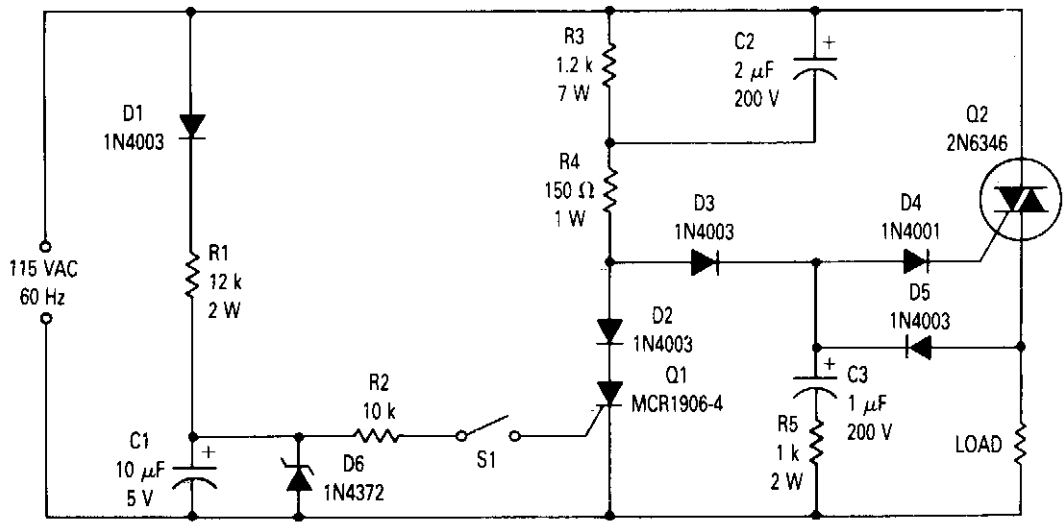 R3
1.2 k
7 W
C2
+
2 μF
200 V
D1
1N4003
Q2
2N6346
R4
150 Ω
1 W
D3
1N4003
D4
1N4001
115 VAC
60 Hz
R1
12 k
2 W
D5
1N4003
D2
1N4003
Q1
MCR1906-4
+
C3
1 μF
200 V
R2
10 k
R5
1 k
2 W
C1
10 μF
5 V
+
D6
1N4372
S1
LOAD